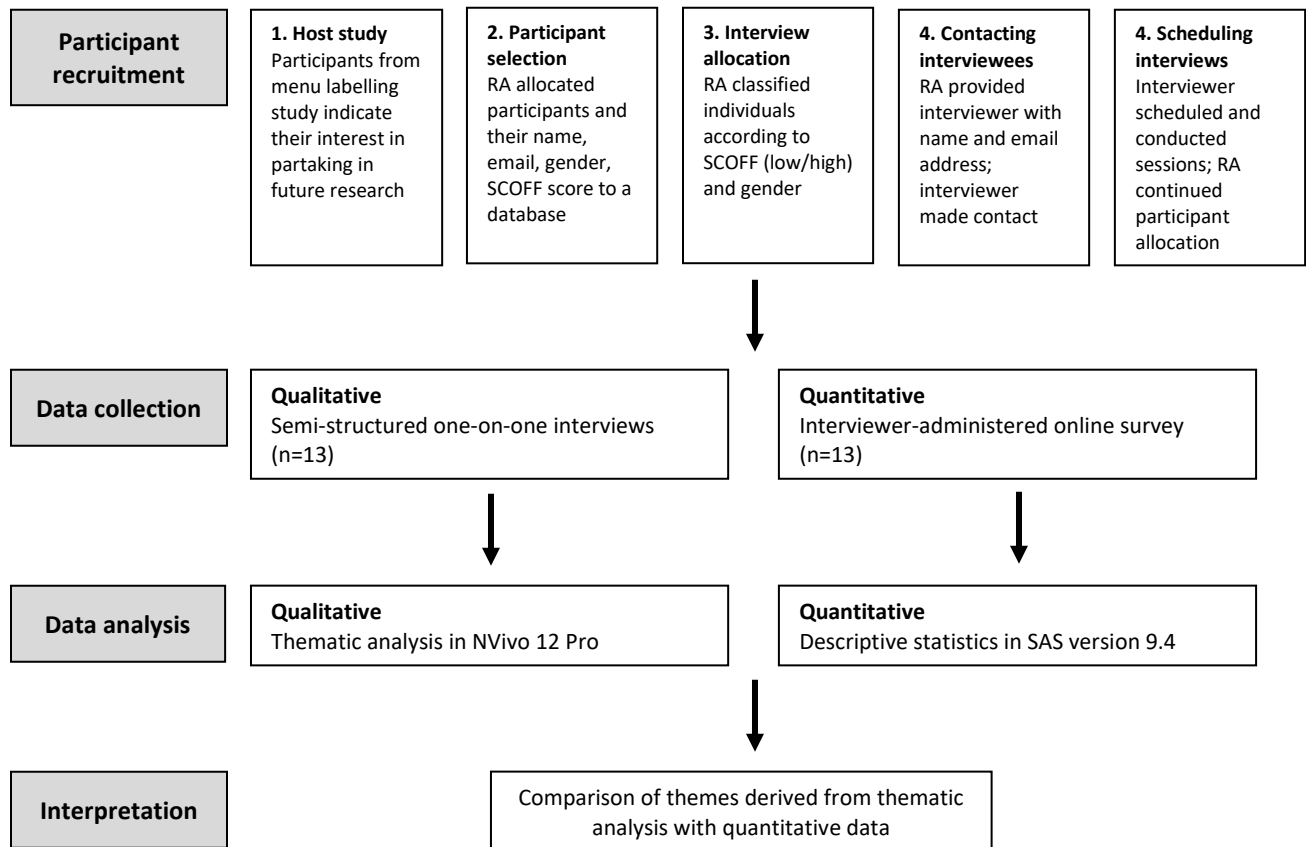 Participant
recruitment
1. Host study
Participants from
menu labelling
study indicate
their interest in
partaking in
future research
2. Participant
selection
RA allocated
participants and
their name,
email, gender,
SCOFF score to a
database
3. Interview
allocation
RA classified
individuals
according to
SCOFF (low/high)
and gender
4. Contacting
interviewees
RA provided
interviewer with
name and email
address;
interviewer
made contact
4. Scheduling
interviews
Interviewer
scheduled and
conducted
sessions; RA
continued
participant
allocation
Data collection
Qualitative
Semi-structured one-on-one interviews
(n=13)
Quantitative
Interviewer-administered online survey
(n=13)
Data analysis
Qualitative
Thematic analysis in NVivo 12 Pro
Quantitative
Descriptive statistics in SAS version 9.4
Interpretation
Comparison of themes derived from thematic
analysis with quantitative data